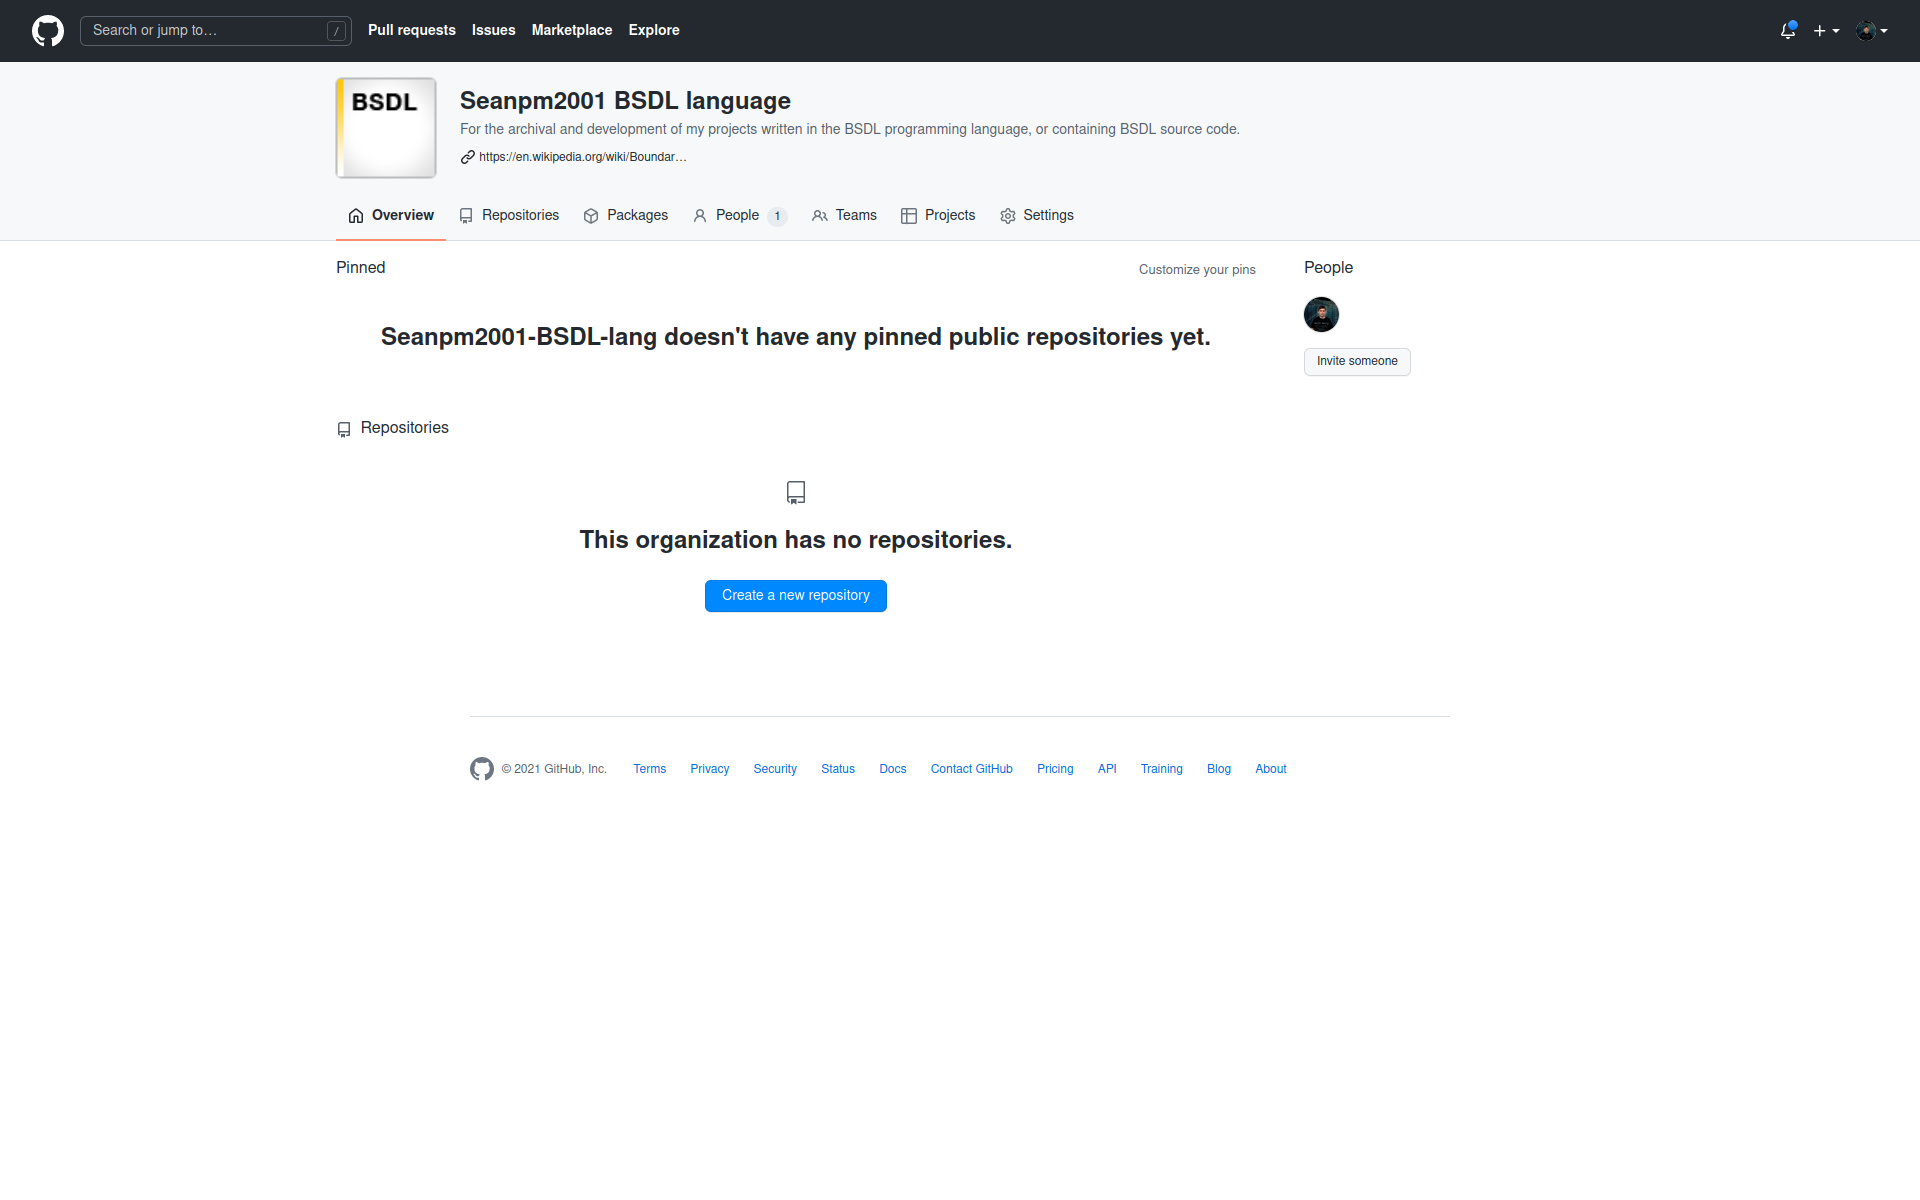 Search or jump to… /
Pull requests Issues Marketplace Explore
BSDL
Seanpm2001 BSDL language
For the archival and development of my projects written in the BSDL programming language, or containing BSDL source code.
https://en.wikipedia.org/wiki/Boundar…
Overview Repositories Packages People 1 Teams Projects Settings
Pinned
Customize your pins
Seanpm2001-BSDL-lang doesn't have any pinned public repositories yet.
People
Invite someone
Repositories
This organization has no repositories.
Create a new repository
© 2021 GitHub, Inc. Terms Privacy Security Status Docs Contact GitHub Pricing API Training Blog About